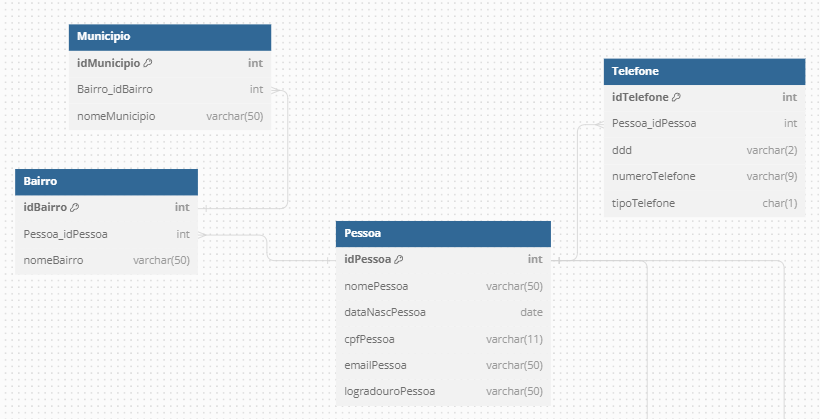 Municipio
idMunicipio int
Bairro_idBairro int
nomeMunicipio varchar(50)
Telefone
idTelefone int
Pessoa_idPessoa int
ddd varchar(2)
numeroTelefone varchar(9)
tipoTelefone char(1)
Bairro
idBairro int
Pessoa_idPessoa int
nomeBairro varchar(50)
Pessoa
idPessoa int
nomePessoa varchar(50)
dataNascPessoa date
cpfPessoa varchar(11)
emailPessoa varchar(50)
logradouroPessoa varchar(50)